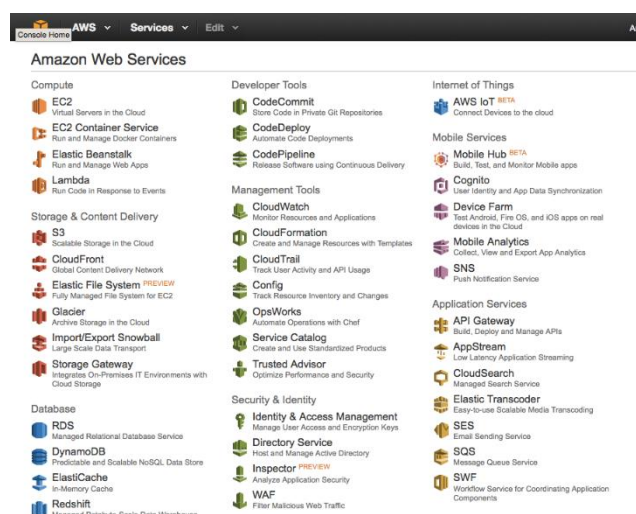 AWS Services Edit
Console Home
Amazon Web Services
Compute
EC2
Virtual Servers in the Cloud
EC2 Container Service
Run and Manage Docker Containers
Elastic Beanstalk
Run and Manage Web Apps
Lambda
Run Code in Response to Events
Storage & Content Delivery
S3
Scalable Storage in the Cloud
CloudFront
Global Content Delivery Network
Elastic File System PREVIEW
Fully Managed File System for EC2
Glacier
Archive Storage in the Cloud
Import/Export Snowball
Large Scale Data Transport
Storage Gateway
Integrates On-Premises IT Environments with
Cloud Storage
Database
RDS
Managed Relational Database Service
DynamoDB
Predictable and Scalable NoSQL Data Store
ElastiCache
In-Memory Cache
Redshift
Developer Tools
CodeCommit
Store Code in Private Git Repositories
CodeDeploy
Automate Code Deployments
CodePipeline
Release Software using Continuous Delivery
Management Tools
CloudWatch
Monitor Resources and Applications
CloudFormation
Create and Manage Resources with Templates
CloudTrail
Track User Activity and API Usage
Config
Track Resource Inventory and Changes
OpsWorks
Automate Operations with Chef
Service Catalog
Create and Use Standardized Products
Trusted Advisor
Optimize Performance and Security
Security & Identity
Identity & Access Management
Manage User Access and Encryption Keys
Directory Service
Host and Manage Active Directory
Inspector PREVIEW
Analyze Application Security
WAF
Filter Malicious Web Traffic
Internet of Things
AWS IoT BETA
Connect Devices to the cloud
Mobile Services
Mobile Hub BETA
Build, Test, and Monitor Mobile apps
Cognito
User Identity and App Data Synchronization
Device Farm
Test Android, Fire OS, and iOS apps on real
devices in the Cloud
Mobile Analytics
Collect, View and Export App Analytics
SNS
Push Notification Service
Application Services
API Gateway
Build, Deploy and Manage APIs
AppStream
Low Latency Application Streaming
CloudSearch
Managed Search Service
Elastic Transcoder
Easy-to-use Scalable Media Transcoding
SES
Email Sending Service
SQS
Message Queue Service
SWF
Workflow Service for Coordinating Application
Components